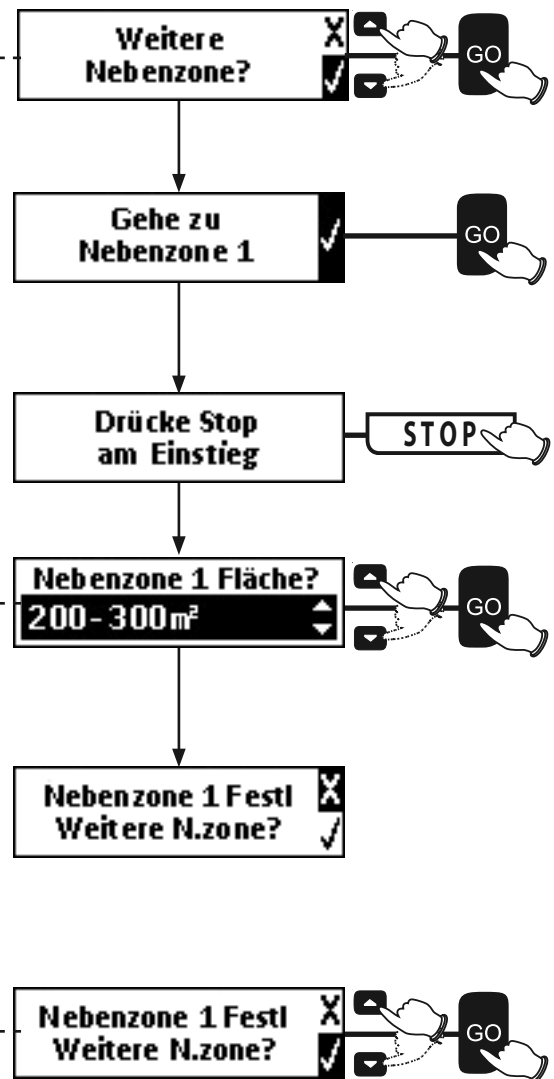 Weitere
Nebenzone?
GO
Gehe zu
Nebenzone 1
GO
Drücke Stop
am Einstieg
STOP
Nebenzone 1 Fläche?
200-300m²
GO
Nebenzone 1 Festl
Weitere N.zone?
Nebenzone 1 Festl
Weitere N.zone?
GO